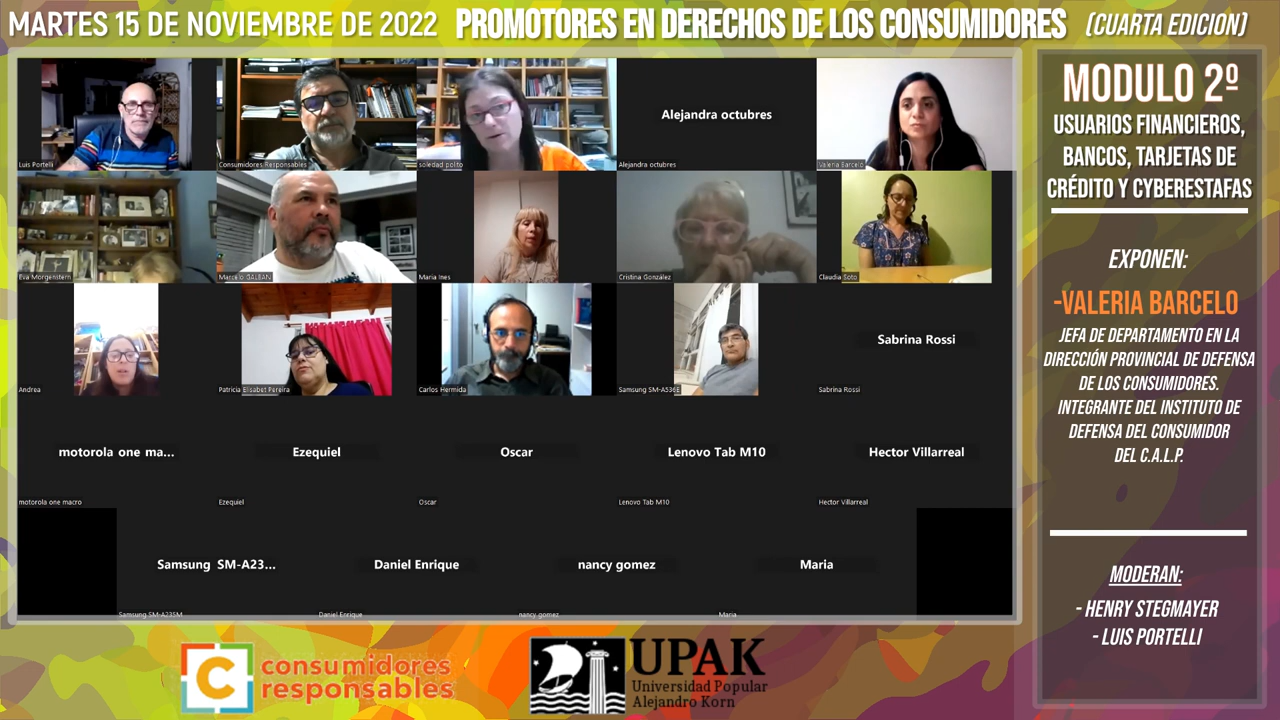 MARTES 15 DE NOVIEMBRE DE 2022 PROMOTORES EN DERECHOS DE LOS CONSUMIDORES (CUARTA EDICION)
Luis Portelli
Consumidores Responsables
soledad polito
Alejandra octubres
Alejandra octubres
Valeria Barceló
Eva Morgenstern
Marcelo GALBAN
Maria Ines
Cristina González
Claudia Soto
Andrea
Patricia Elisabet Pereira
Carlos Hermida
Samsung SM-A536E
Sabrina Rossi
Sabrina Rossi
motorola one ma...
Ezequiel
Oscar
Lenovo Tab M10
Hector Villarreal
motorola one macro
Ezequiel
Oscar
Lenovo Tab M10
Hector Villarreal
Samsung SM-A23...
Daniel Enrique
nancy gomez
Maria
Samsung SM-A235M
Daniel Enrique
nancy gomez
Maria
MODULO 2º
USUARIOS FINANCIEROS,
BANCOS, TARJETAS DE
CRÉDITO Y CYBERESTAFAS
EXPONEN:
-VALERIA BARCELO
JEFA DE DEPARTAMENTO EN LA
DIRECCIÓN PROVINCIAL DE DEFENSA
DE LOS CONSUMIDORES.
INTEGRANTE DEL INSTITUTO DE
DEFENSA DEL CONSUMIDOR
DEL C.A.L.P.
MODERAN:
- HENRY STEGMAYER
- LUIS PORTELLI
C
consumidores
responsables
UPAK
Universidad Popular
Alejandro Korn